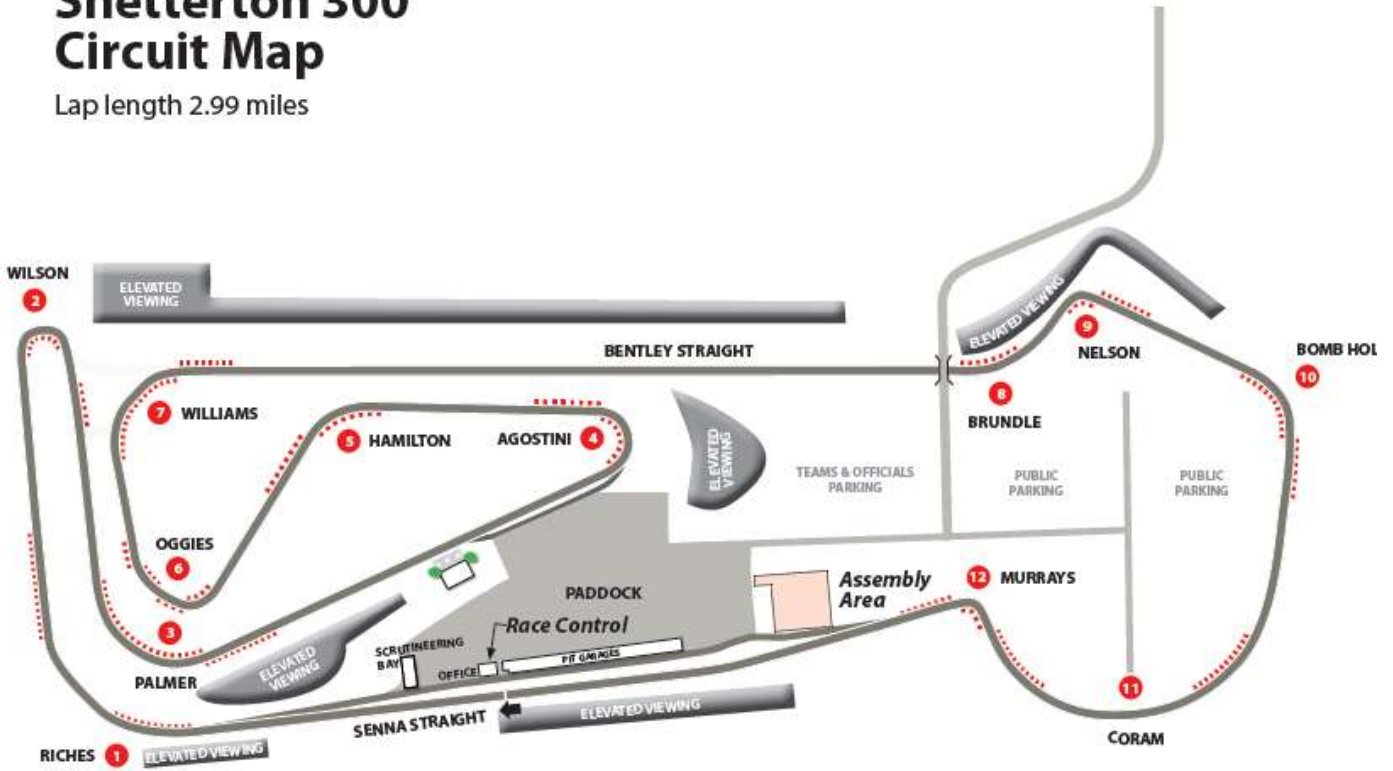 Snetterton 300
Circuit Map
Lap length 2.99 miles
WILSON
2
ELEVATED
VIEWING
BENTLEY STRAIGHT
ELEVATED VIEWING
9
NELSON
BOMB HOL
10
7 WILLIAMS
5 HAMILTON
AGOSTINI 4
ELEVATED
VIEWING
8
BRUNDLE
TEAMS & OFFICIALS
PARKING
PUBLIC
PARKING
PUBLIC
PARKING
OGGIES
6
3
PALMER
PADDOCK
Assembly
Area
12 MURRAYS
Race Control
SCRUTINEERING
BAY
OFFICE
PIT GARAGES
ELEVATED
VIEWING
SENNA STRAIGHT
ELEVATED VIEWING
11
CORAM
RICHES 1
ELEVATED VIEWING